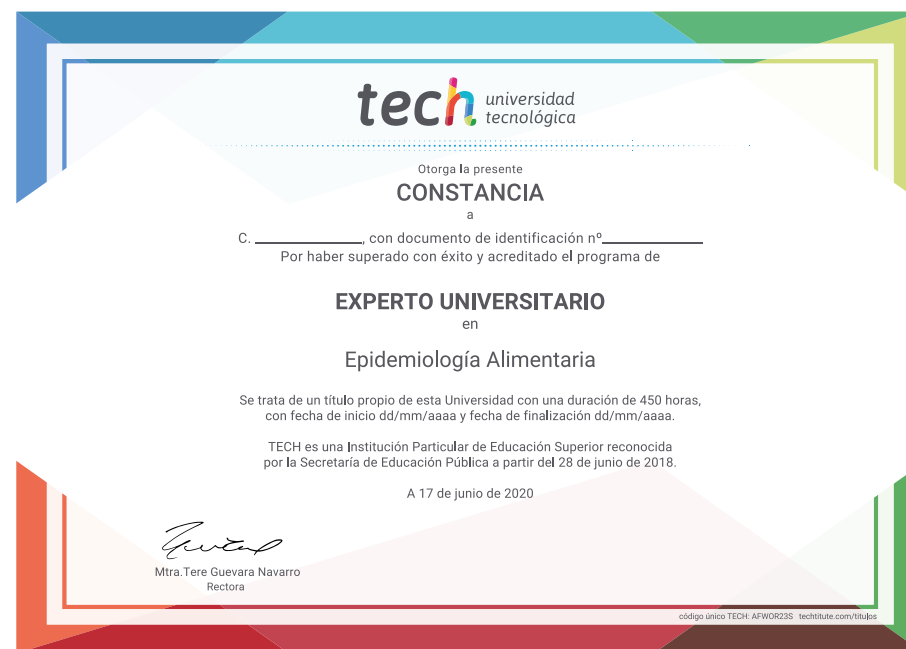 tech universidad
tecnológica
Otorga la presente
CONSTANCIA
a
C. ____________, con documento de identificación nº____________
Por haber superado con éxito y acreditado el programa de
EXPERTO UNIVERSITARIO
en
Epidemiología Alimentaria
Se trata de un título propio de esta Universidad con una duración de 450 horas,
con fecha de inicio dd/mm/aaaa y fecha de finalización dd/mm/aaaa.
TECH es una Institución Particular de Educación Superior reconocida
por la Secretaría de Educación Pública a partir del 28 de junio de 2018.
A 17 de junio de 2020
Mtra.Tere Guevara Navarro
Rectora
código único TECH: AFWOR23S techtitute.com/titulos